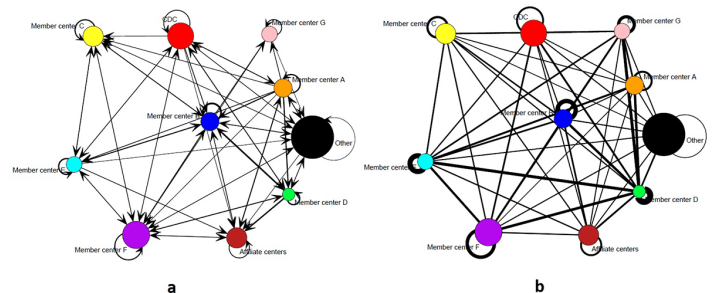 Member center C
CDC
Member center G
Member center A
Member center
Other
Member center E
Member center D
Member center F
Affiliate centers
a
Member center C
CDC
Member center G
Member center A
Member center
Other
Member center
Member center D
Member center F
Affiliate centers
b